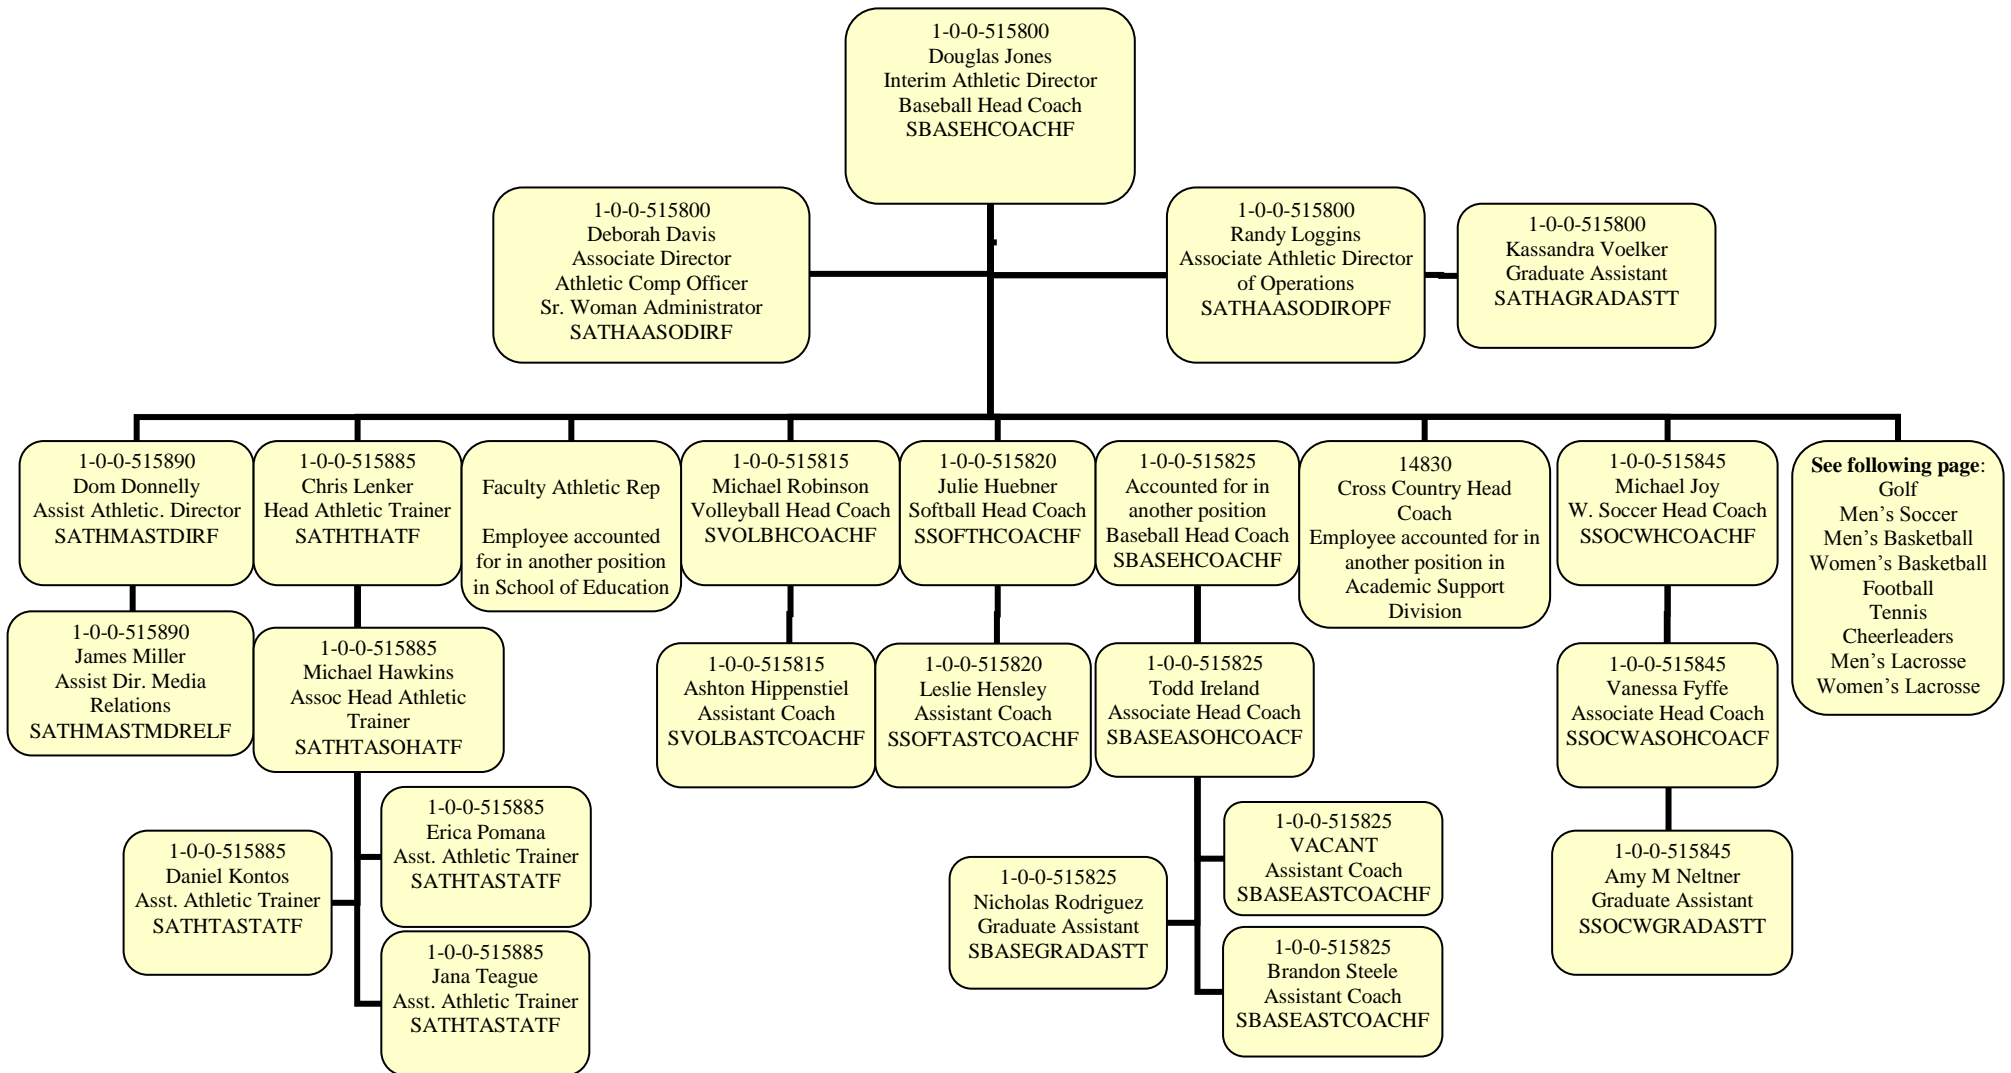 1-0-0-515800
Douglas Jones
Interim Athletic Director
Baseball Head Coach
SBASEHCOACHF
1-0-0-515800
Deborah Davis
Associate Director
Athletic Comp Officer
Sr. Woman Administrator
SATHAASODIRF
1-0-0-515800
Randy Loggins
Associate Athletic Director
of Operations
SATHAASODIROPF
1-0-0-515800
Kassandra Voelker
Graduate Assistant
SATHAGRADASTT
1-0-0-515890
Dom Donnelly
Assist Athletic. Director
SATHMASTDIRF
1-0-0-515885
Chris Lenker
Head Athletic Trainer
SATHTHATF
Faculty Athletic Rep
Employee accounted
for in another position
in School of Education
1-0-0-515815
Michael Robinson
Volleyball Head Coach
SVOLBHCOACHF
1-0-0-515820
Julie Huebner
Softball Head Coach
SSOFTHCOACHF
1-0-0-515825
Accounted for in
another position
Baseball Head Coach
SBASEHCOACHF
14830
Cross Country Head
Coach
Employee accounted for in
another position in
Academic Support
Division
1-0-0-515845
Michael Joy
W. Soccer Head Coach
SSOCWHCOACHF
See following page:
Golf
Men’s Soccer
Men’s Basketball
Women’s Basketball
Football
Tennis
Cheerleaders
Men’s Lacrosse
Women’s Lacrosse
1-0-0-515890
James Miller
Assist Dir. Media
Relations
SATHMASTMDRELF
1-0-0-515885
Michael Hawkins
Assoc Head Athletic
Trainer
SATHTASOHATF
1-0-0-515815
Ashton Hippenstiel
Assistant Coach
SVOLBASTCOACHF
1-0-0-515820
Leslie Hensley
Assistant Coach
SSOFTASTCOACHF
1-0-0-515825
Todd Ireland
Associate Head Coach
SBASEASOHCOACF
1-0-0-515845
Vanessa Fyffe
Associate Head Coach
SSOCWASOHCOACF
1-0-0-515885
Daniel Kontos
Asst. Athletic Trainer
SATHTASTATF
1-0-0-515885
Erica Pomana
Asst. Athletic Trainer
SATHTASTATF
1-0-0-515885
Jana Teague
Asst. Athletic Trainer
SATHTASTATF
1-0-0-515825
Nicholas Rodriguez
Graduate Assistant
SBASEGRADASTT
1-0-0-515825
VACANT
Assistant Coach
SBASEASTCOACHF
1-0-0-515825
Brandon Steele
Assistant Coach
SBASEASTCOACHF
1-0-0-515845
Amy M Neltner
Graduate Assistant
SSOCWGRADASTT